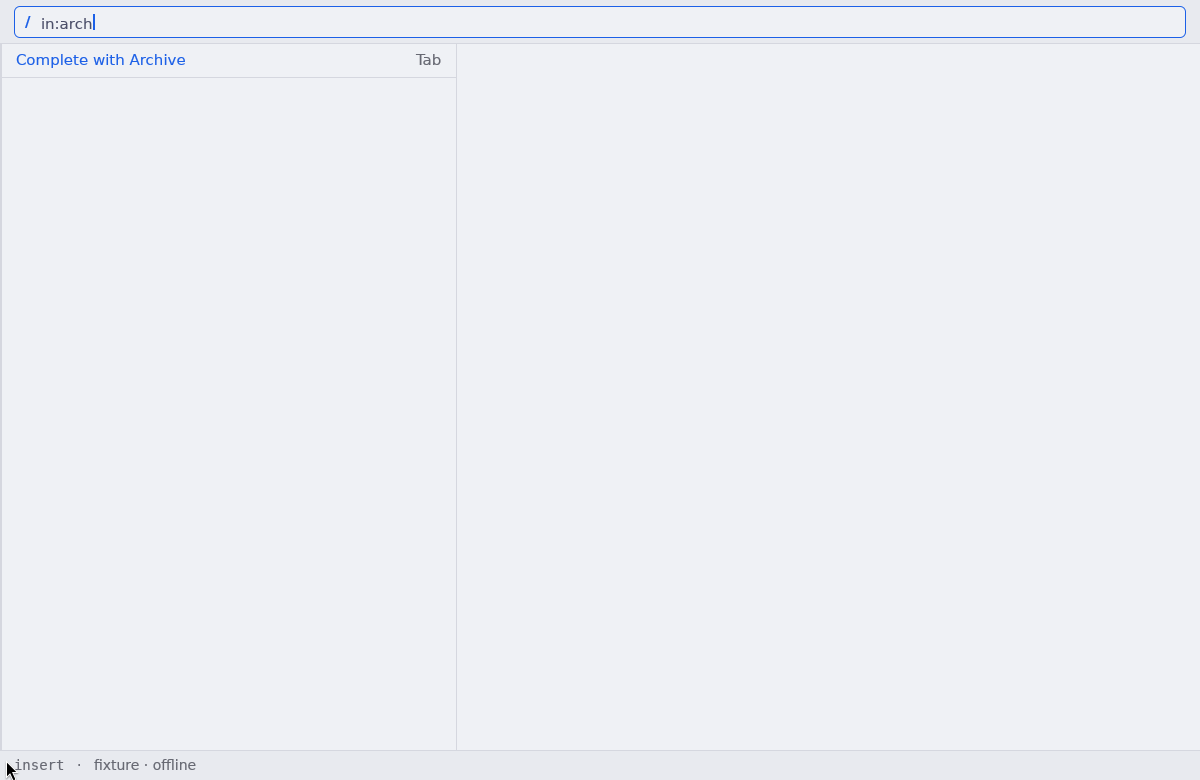 / in:arch
Complete with Archive Tab
insert · fixture · offline